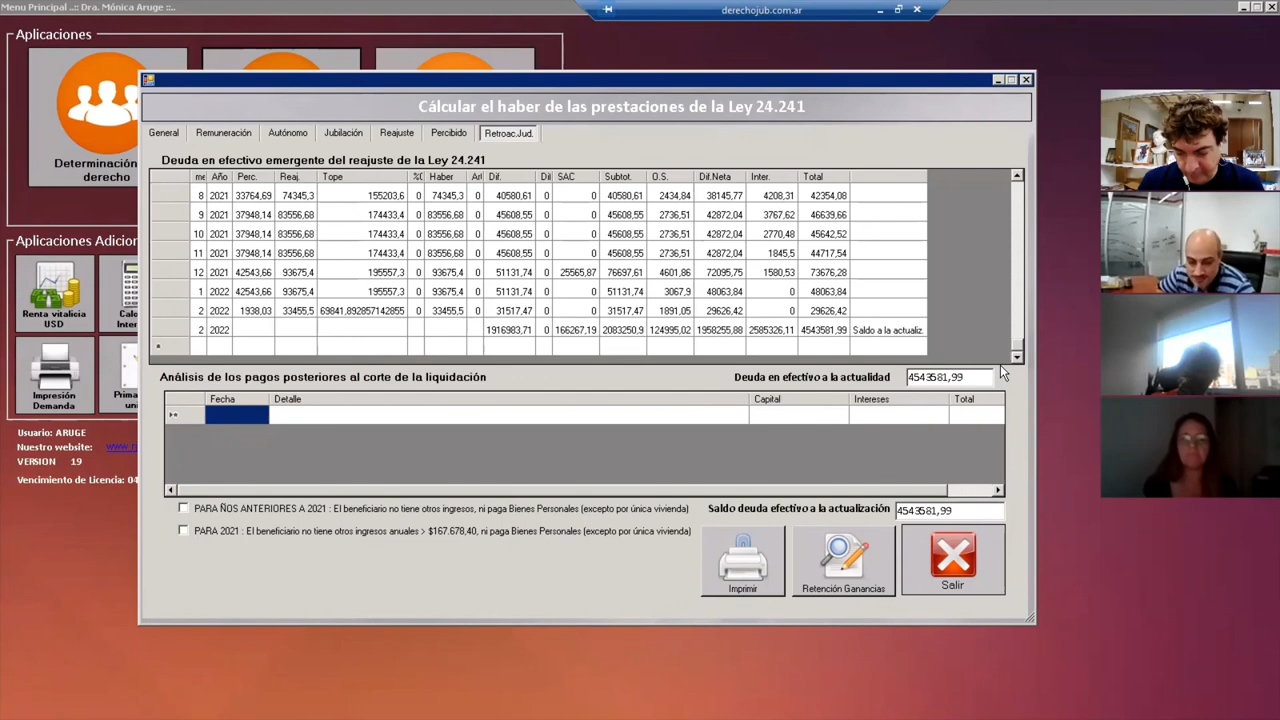 Menu Principal ..:: Dra. Mónica Aruge ::..
derechojub.com.ar
Aplicaciones
Determinación
derecho
Aplicaciones Adicion
Renta vitalicia
USD
Calc
Inter
Impresión
Demanda
Prima
uni
Usuario: ARUGE
Nuestro website:
VERSION 19
Vencimiento de Licencia: 04
Cálcular el haber de las prestaciones de la Ley 24.241
General Remuneración Autónomo Jubilación Reajuste Percibido Retroac.Jud.
Deuda en efectivo emergente del reajuste de la Ley 24.241
me Año Perc. Reaj. Tope Haber Dif. SAC Subtot. O.S. Dif.Neta Inter. Total
8 2021 33764,69 74345,3 155203,6 0 74345,3 0 40580,61 0 0 40580,61 2434,84 38145,77 4208,31 42354,08
9 2021 37948,14 83556,68 174433,4 0 83556,68 0 45608,55 0 0 45608,55 2736,51 42872,04 3767,62 46639,66
10 2021 37948,14 83556,68 174433,4 0 83556,68 0 45608,55 0 0 45608,55 2736,51 42872,04 2770,48 45642,52
11 2021 37948,14 83556,68 174433,4 0 83556,68 0 45608,55 0 0 45608,55 2736,51 42872,04 1845,5 44717,54
12 2021 42543,66 93675,4 195557,3 0 93675,4 0 51131,74 0 25565,87 76697,61 4601,86 72095,75 1580,53 73676,28
1 2022 42543,66 93675,4 195557,3 0 93675,4 0 51131,74 0 0 51131,74 3067,9 48063,84 0 48063,84
2 2022 1938,03 33455,5 69841,892857142855 0 33455,5 0 31517,47 0 0 31517,47 1891,05 29626,42 0 29626,42
2 2022 1916983,71 0 166267,19 2083250,9 124995,02 1958255,88 2585326,11 4543581,99 Saldo a la actualiz.
Análisis de los pagos posteriores al corte de la liquidación
Deuda en efectivo a la actualidad 4543581,99
Fecha Detalle Capital Intereses Total
PARA ÑOS ANTERIORES A 2021 : El beneficiario no tiene otros ingresos, ni paga Bienes Personales (excepto por única vivienda)
Saldo deuda efectivo a la actualización 4543581,99
PARA 2021 : El beneficiario no tiene otros ingresos anuales > $167.678,40, ni paga Bienes Personales (excepto por única vivienda)
Imprimir
Retención Ganancias
Salir